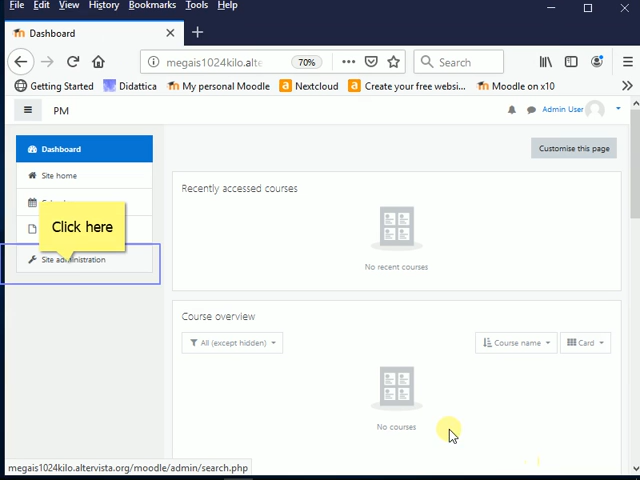 File Edit View History Bookmarks Tools Help
Dashboard
megais1024kilo.alte 70% Search
Getting Started Didattica My personal Moodle Nextcloud Create your free websi... Moodle on x10
PM Admin User
Dashboard
Customise this page
Site home
Recently accessed courses
Click here
Site administration
No recent courses
Course overview
All (except hidden) Course name Card
No courses
megais1024kilo.altervista.org/moodle/admin/search.php